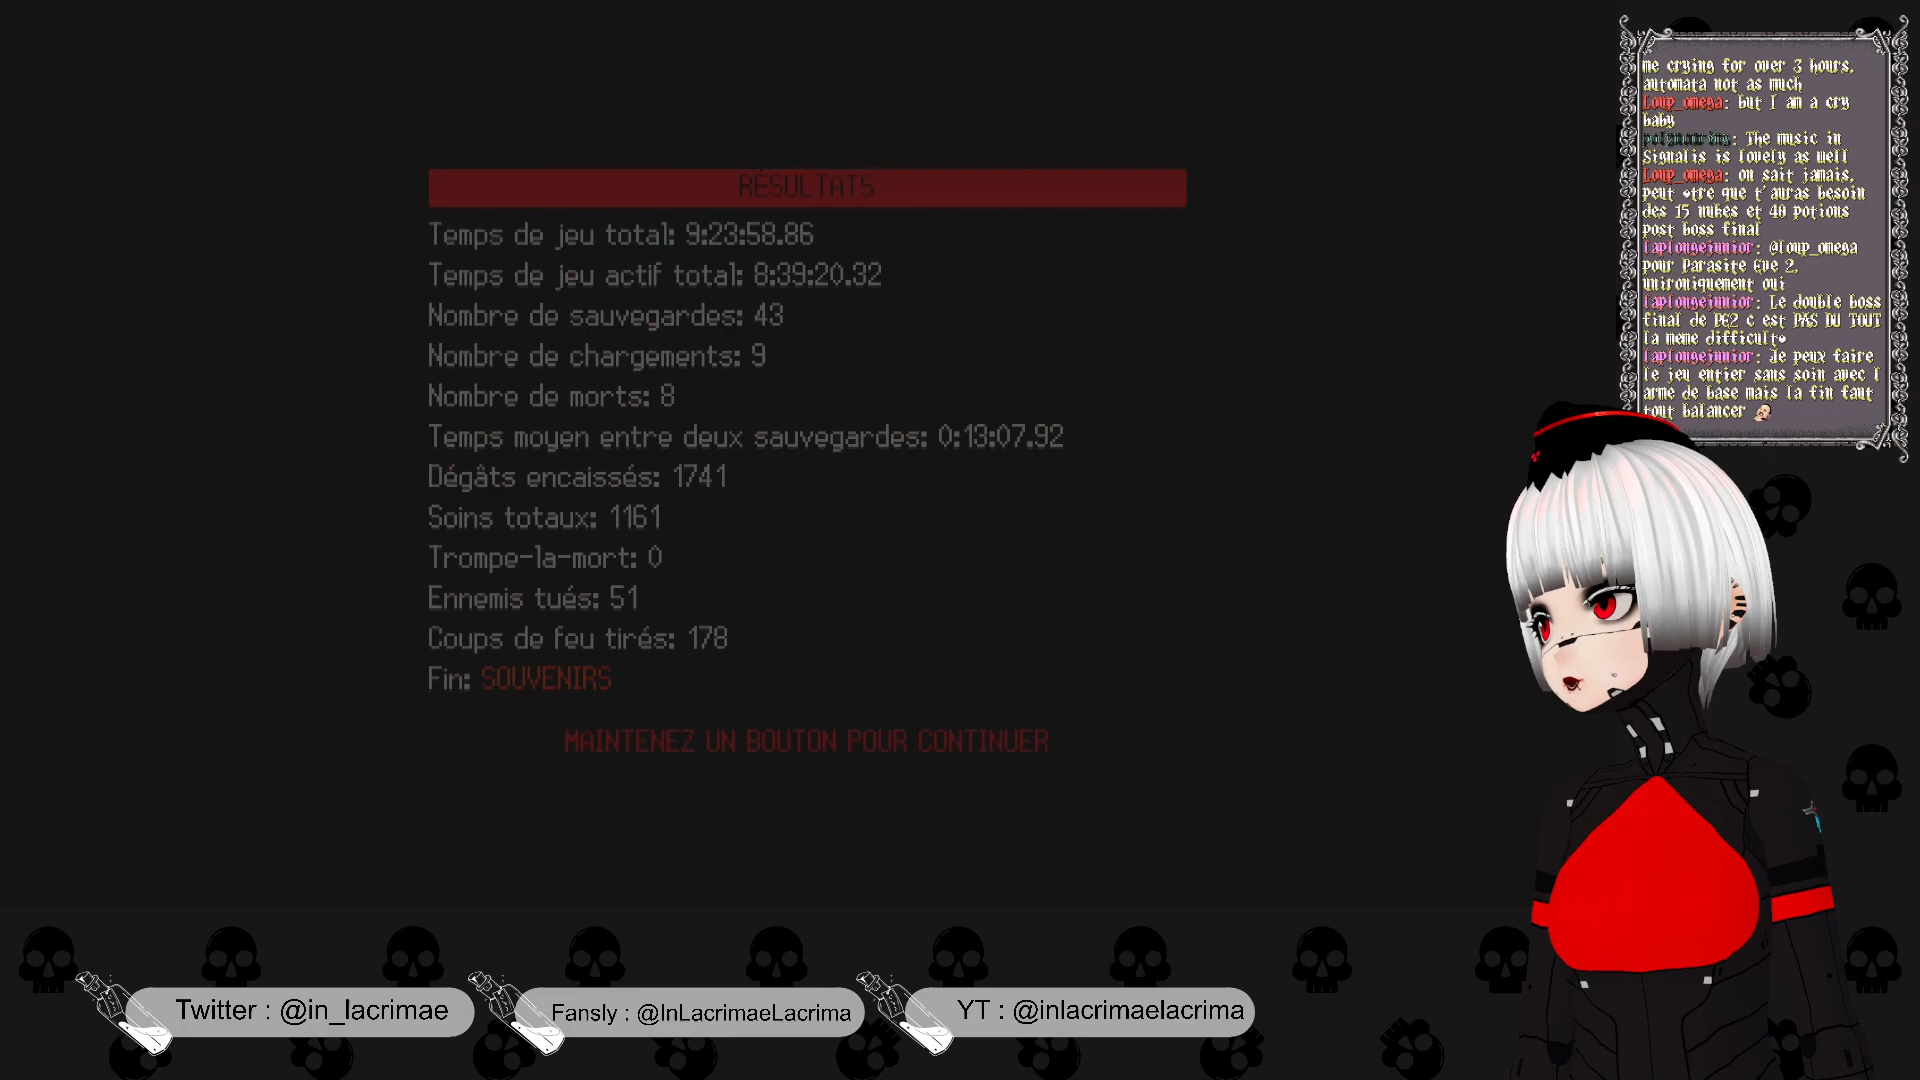 RÉSULTATS
Temps de jeu total: 9:23:58.86
Temps de jeu actif total: 8:39:20.32
Nombre de sauvegardes: 43
Nombre de chargements: 9
Nombre de morts: 8
Temps moyen entre deux sauvegardes: 0:13:07.92
Dégâts encaissés: 1741
Soins totaux: 1161
Trompe-la-mort: 0
Ennemis tués: 51
Coups de feu tirés: 178
Fin: SOUVENIRS
MAINTENEZ UN BOUTON POUR CONTINUER
me crying for over 3 hours,
automata not as much
Loup_omega: but I am a cry
baby
: The music in
Signalis is lovely as well
Loup_omega: on sait jamais,
peut �tre que t'auras besoin
des 15 nukes et 40 potions
post boss final
laplongejunior: @loup_omega
pour Parasite Eve 2,
unironiquement oui
laplongejunior: Le double boss
final de PE2 c est PAS DU TOUT
la meme difficult�
laplongejunior: Je peux faire
le jeu entier sans soin avec l
arme de base mais la fin faut
tout balancer
Twitter : @in_lacrimae
Fansly : @InLacrimaeLacrima
YT : @inlacrimaelacrima